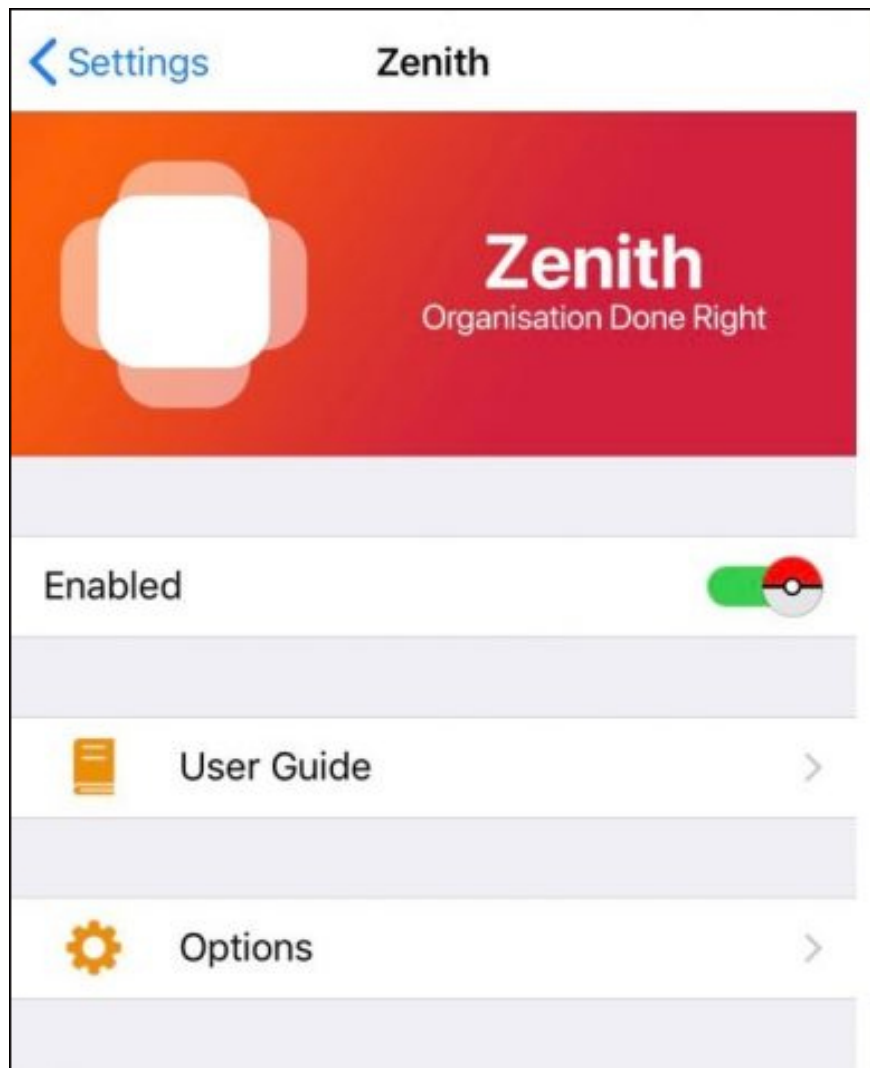 Settings
Zenith
Zenith
Organisation Done Right
Enabled
User Guide
Options